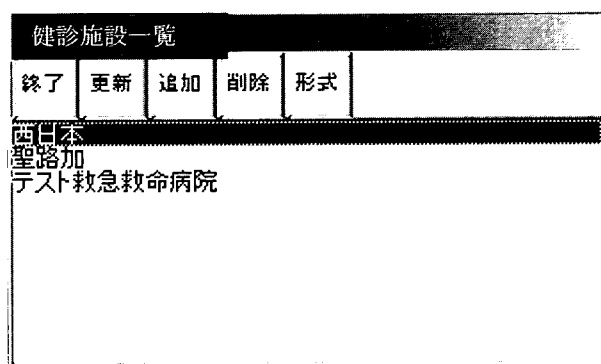 健診施設一覧
終了 更新 追加 削除 形式
西日本
聖路加
テスト救急救命病院